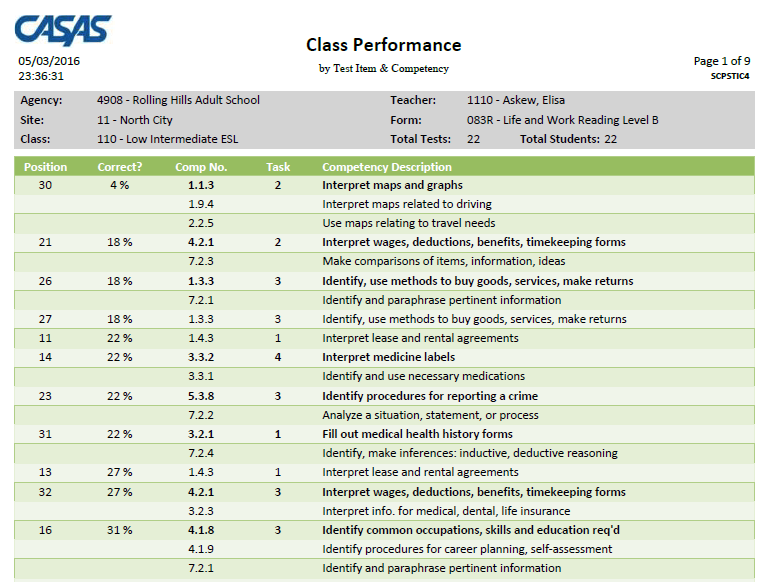 CASAS
05/03/2016
23:36:31
Class Performance
by Test Item & Competency
Page 1 of 9
SCPSTIC4
Agency: 4908 - Rolling Hills Adult School Teacher: 1110 - Askew, Elisa
Site: 11 - North City Form: 083R - Life and Work Reading Level B
Class: 110 - Low Intermediate ESL Total Tests: 22 Total Students: 22
Position Correct? Comp No. Task Competency Description
30 4 % 1.1.3 2 Interpret maps and graphs
1.9.4 Interpret maps related to driving
2.2.5 Use maps relating to travel needs
21 18 % 4.2.1 2 Interpret wages, deductions, benefits, timekeeping forms
7.2.3 Make comparisons of items, information, ideas
26 18 % 1.3.3 3 Identify, use methods to buy goods, services, make returns
7.2.1 Identify and paraphrase pertinent information
27 18 % 1.3.3 3 Identify, use methods to buy goods, services, make returns
11 22 % 1.4.3 1 Interpret lease and rental agreements
14 22 % 3.3.2 4 Interpret medicine labels
3.3.1 Identify and use necessary medications
23 22 % 5.3.8 3 Identify procedures for reporting a crime
7.2.2 Analyze a situation, statement, or process
31 22 % 3.2.1 1 Fill out medical health history forms
7.2.4 Identify, make inferences: inductive, deductive reasoning
13 27 % 1.4.3 1 Interpret lease and rental agreements
32 27 % 4.2.1 3 Interpret wages, deductions, benefits, timekeeping forms
3.2.3 Interpret info. for medical, dental, life insurance
16 31 % 4.1.8 3 Identify common occupations, skills and education req'd
4.1.9 Identify procedures for career planning, self-assessment
7.2.1 Identify and paraphrase pertinent information